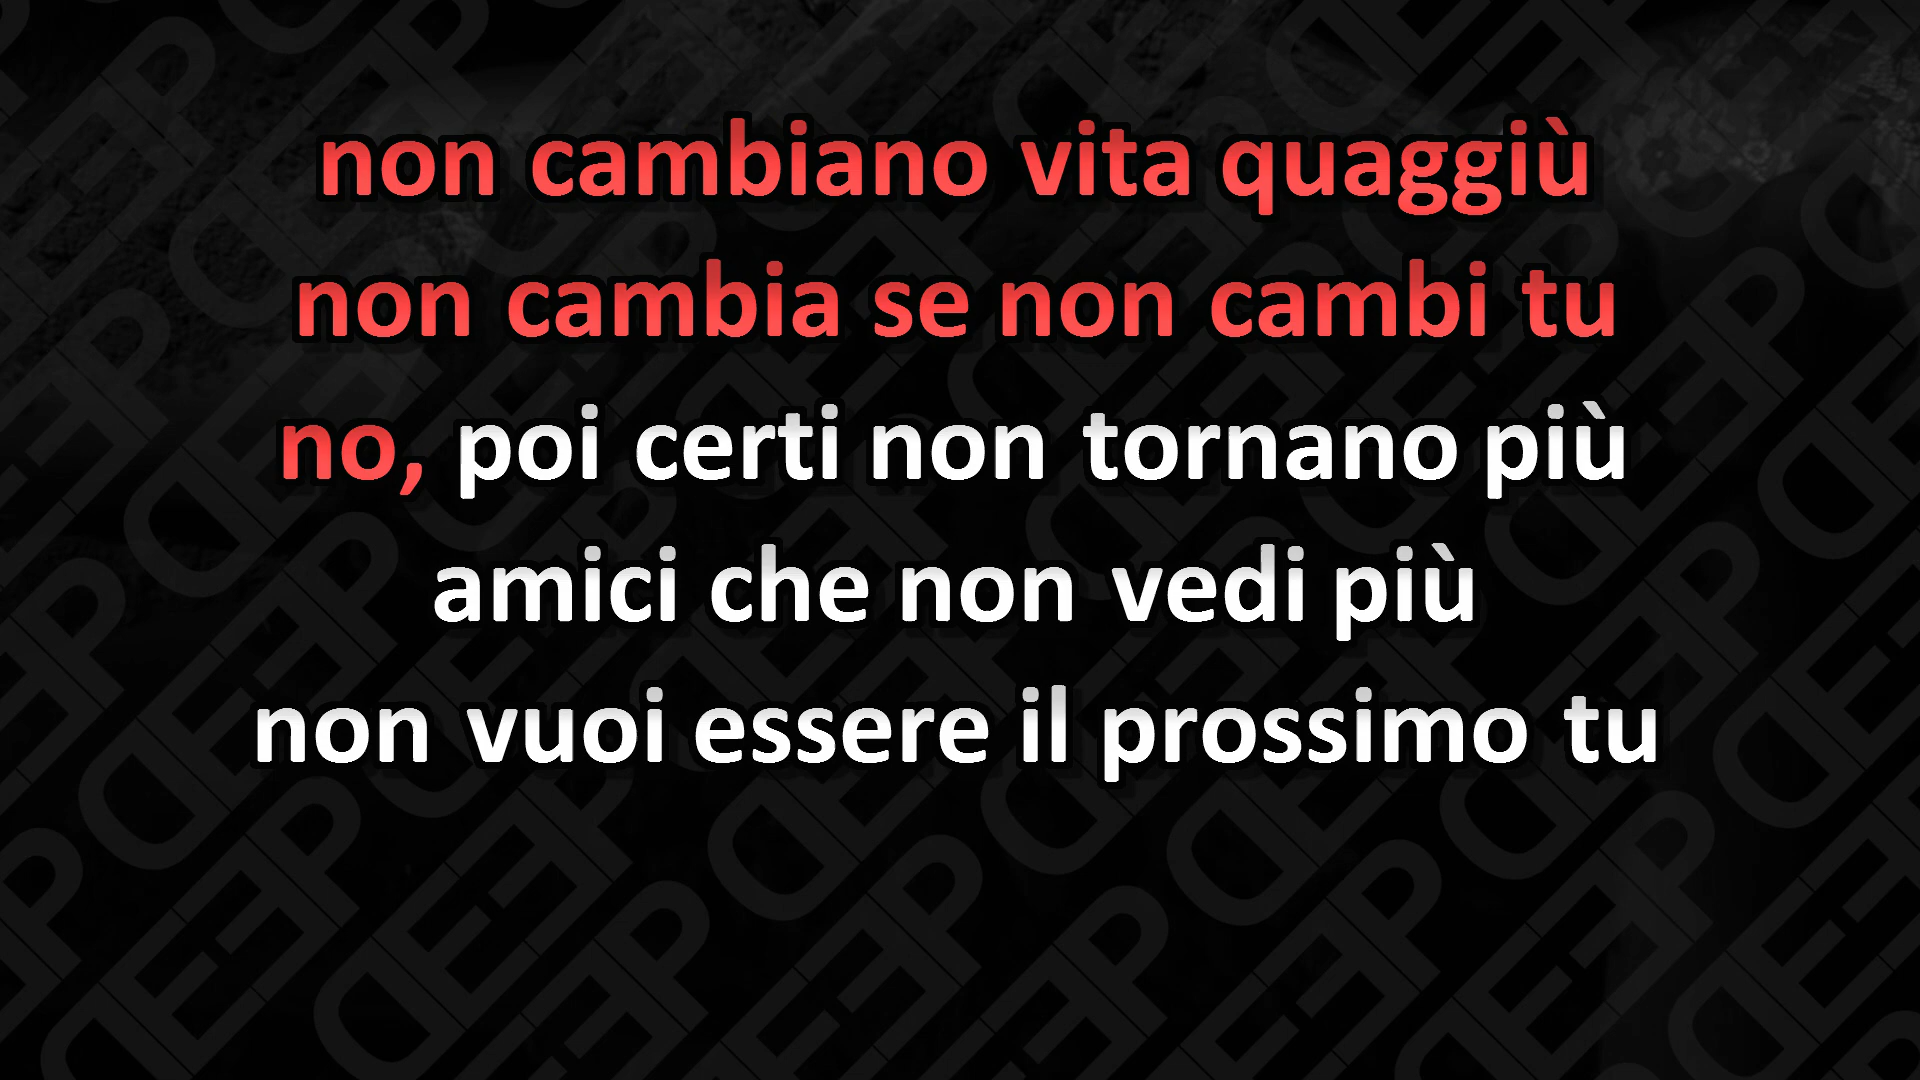 non cambiano vita quaggiù
non cambia se non cambi tu
no, poi certi non tornano più
amici che non vedi più
non vuoi essere il prossimo tu